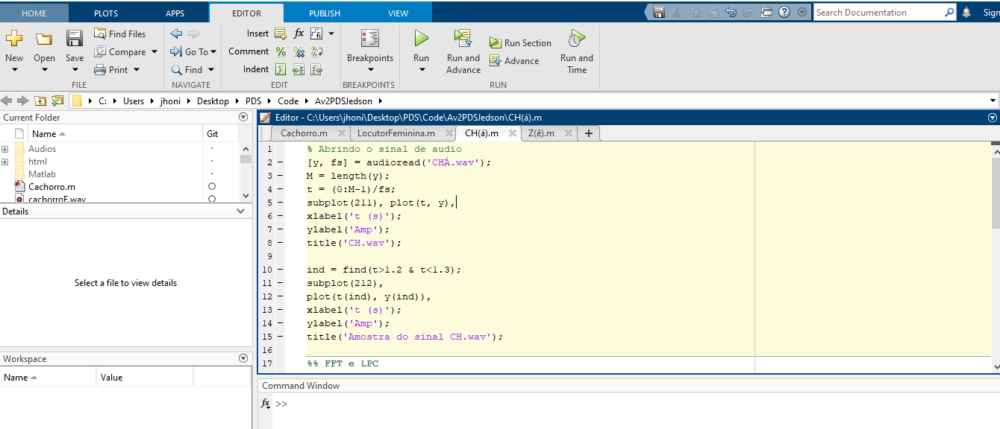 HOME PLOTS APPS EDITOR PUBLISH VIEW Search Documentation
Find Files Insert fx
New Open Save Compare Go To Comment Breakpoints Run Run and Advance Run Section Advance Run and Time
Print Find Indent
FILE NAVIGATE EDIT BREAKPOINTS RUN
C: Users jhoni Desktop PDS Code Av2PDSJedson
Current Folder
Name Git
Audios
html
Matlab
Cachorro.m
cachorroF.wav
Details
Select a file to view details
Workspace
Name Value
Editor - C:\Users\jhoni\Desktop\PDS\Code\Av2PDSJedson\CH(á).m
Cachorro.m LocutorFeminina.m CH(á).m Z(ê).m +
1 % Abrindo o sinal de audio
2 – [y, fs] = audioread('CHÁ.wav');
3 – M = length(y);
4 – t = (0:M-1)/fs;
5 – subplot(211), plot(t, y),
6 – xlabel('t (s)');
7 – ylabel('Amp');
8 – title('CH.wav');
9
10 – ind = find(t>1.2 & t<1.3);
11 – subplot(212),
12 – plot(t(ind), y(ind)),
13 – xlabel('t (s)');
14 – ylabel('Amp');
15 – title('Amostra do sinal CH.wav');
16
17 %% FFT e LPC
Command Window
fx >>